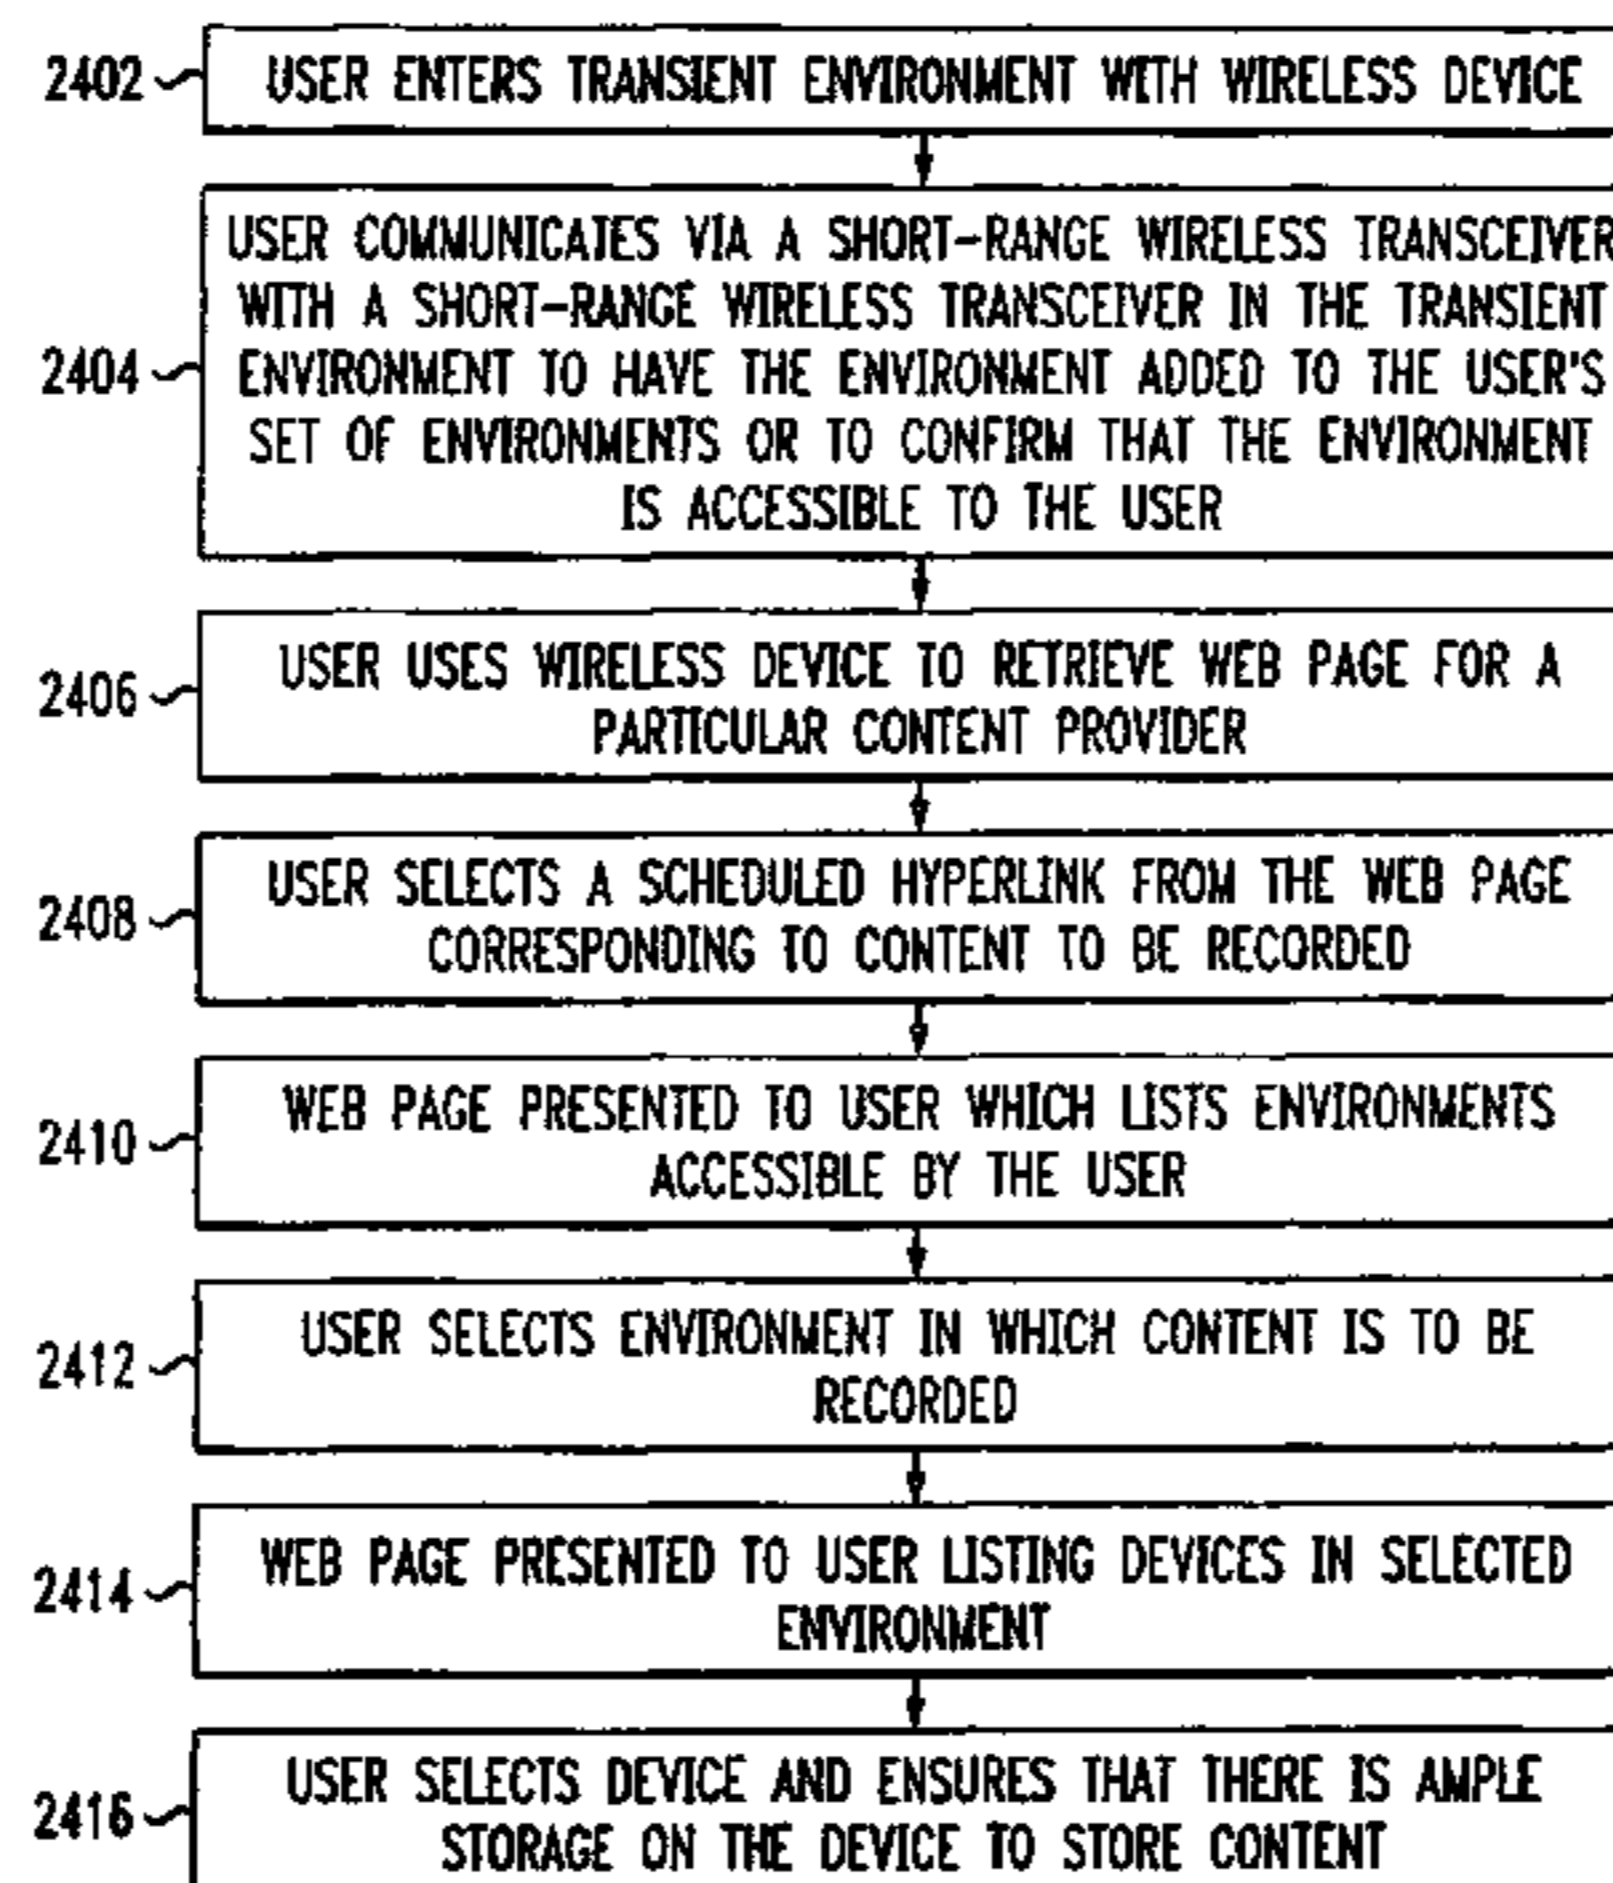 2402 USER ENTERS TRANSIENT ENVIRONMENT WITH WIRELESS DEVICE
USER COMMUNICATES VIA A SHORT-RANGE WIRELESS TRANSCEIVER
WITH A SHORT-RANGE WIRELESS TRANSCEIVER IN THE TRANSIENT
2404 ENVIRONMENT TO HAVE THE ENVIRONMENT ADDED TO THE USER'S
SET OF ENVIRONMENTS OR TO CONFIRM THAT THE ENVIRONMENT
IS ACCESSIBLE TO THE USER
2406 USER USES WIRELESS DEVICE TO RETRIEVE WEB PAGE FOR A
PARTICULAR CONTENT PROVIDER
2408 USER SELECTS A SCHEDULED HYPERLINK FROM THE WEB PAGE
CORRESPONDING TO CONTENT TO BE RECORDED
2410 WEB PAGE PRESENTED TO USER WHICH LISTS ENVIRONMENTS
ACCESSIBLE BY THE USER
2412 USER SELECTS ENVIRONMENT IN WHICH CONTENT IS TO BE
RECORDED
2414 WEB PAGE PRESENTED TO USER LISTING DEVICES IN SELECTED
ENVIRONMENT
2416 USER SELECTS DEVICE AND ENSURES THAT THERE IS AMPLE
STORAGE ON THE DEVICE TO STORE CONTENT